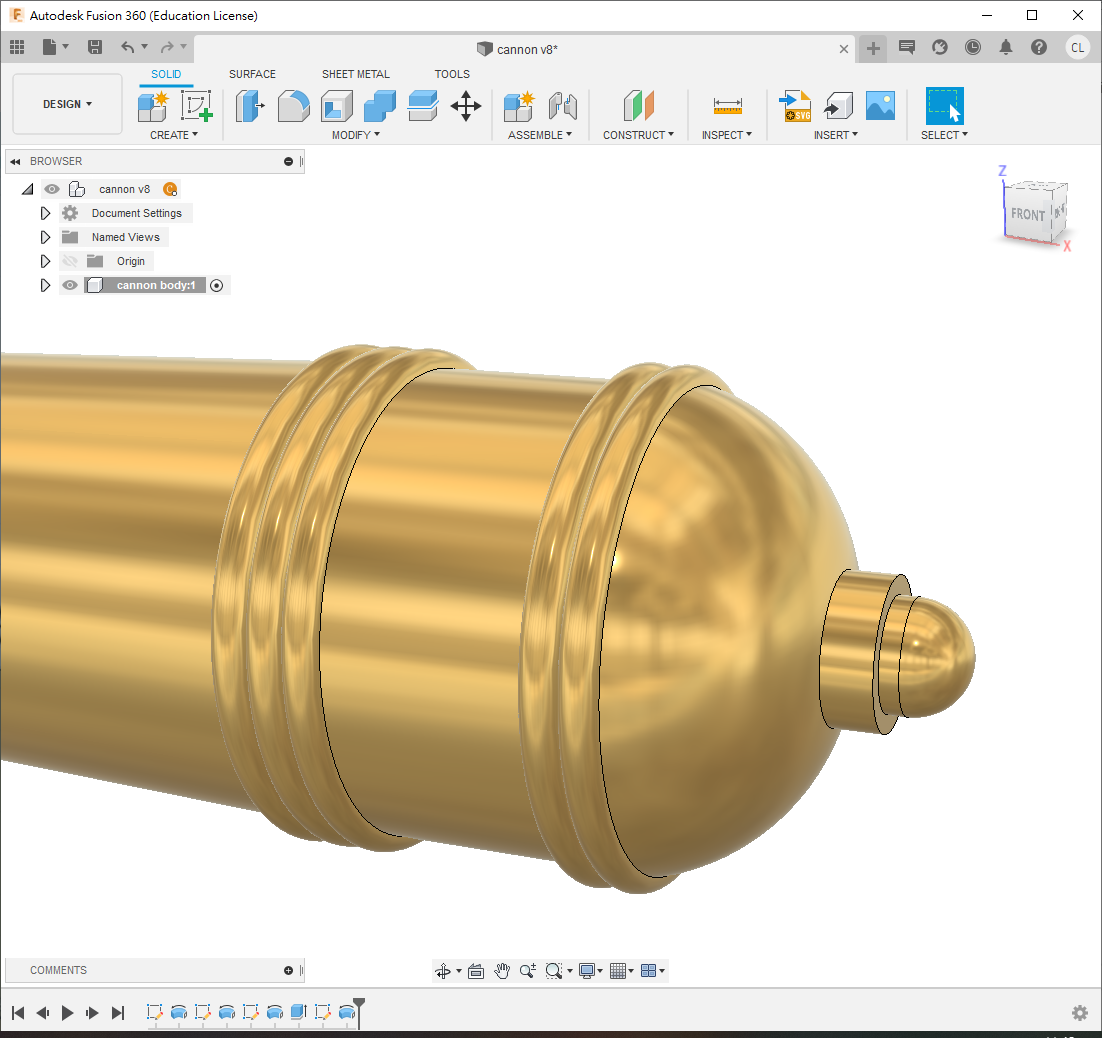 Autodesk Fusion 360 (Education License)
cannon v8*
CL
SOLID SURFACE SHEET METAL TOOLS
DESIGN
SVG
CREATE MODIFY ASSEMBLE CONSTRUCT INSPECT INSERT SELECT
BROWSER
cannon v8
Document Settings
Named Views
Origin
cannon body:1
Z
FRONT
X
COMMENTS